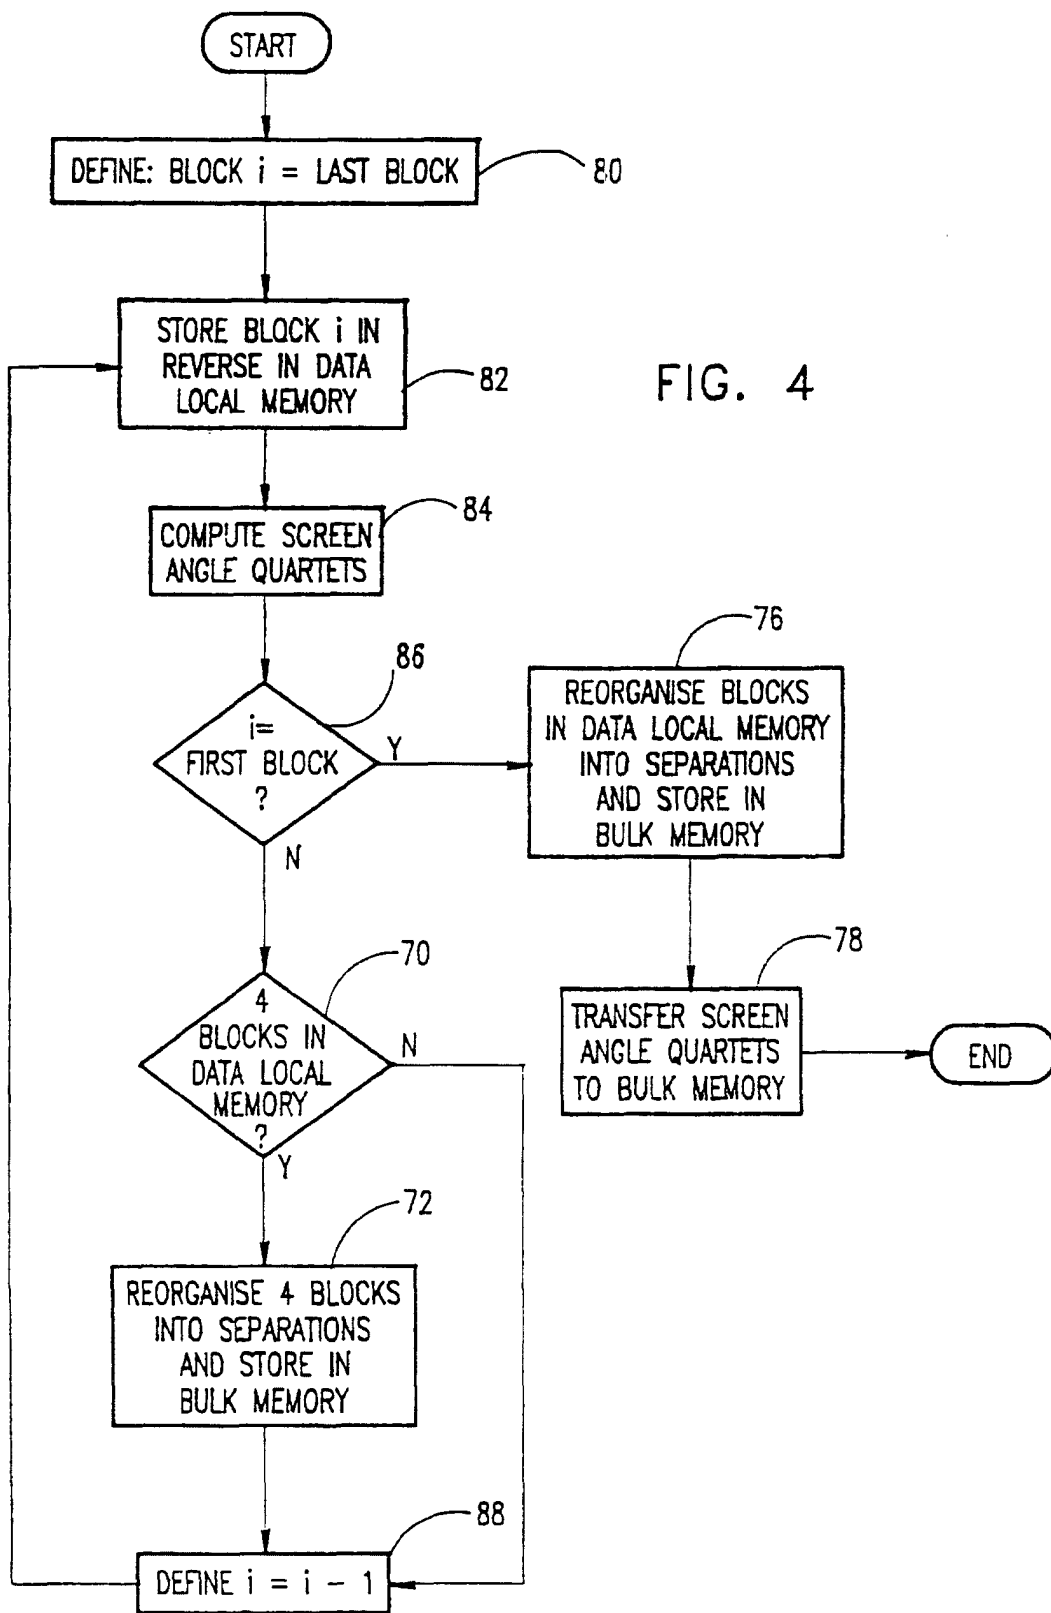 START
DEFINE: BLOCK i = LAST BLOCK
80
STORE BLOCK i IN
REVERSE IN DATA
LOCAL MEMORY
82
FIG. 4
84
COMPUTE SCREEN
ANGLE QUARTETS
86
i=
FIRST BLOCK
?
Y
N
76
REORGANISE BLOCKS
IN DATA LOCAL MEMORY
INTO SEPARATIONS
AND STORE IN
BULK MEMORY
70
4
BLOCKS IN
DATA LOCAL
MEMORY
?
N
Y
78
TRANSFER SCREEN
ANGLE QUARTETS
TO BULK MEMORY
END
72
REORGANISE 4 BLOCKS
INTO SEPARATIONS
AND STORE IN
BULK MEMORY
88
DEFINE i = i - 1